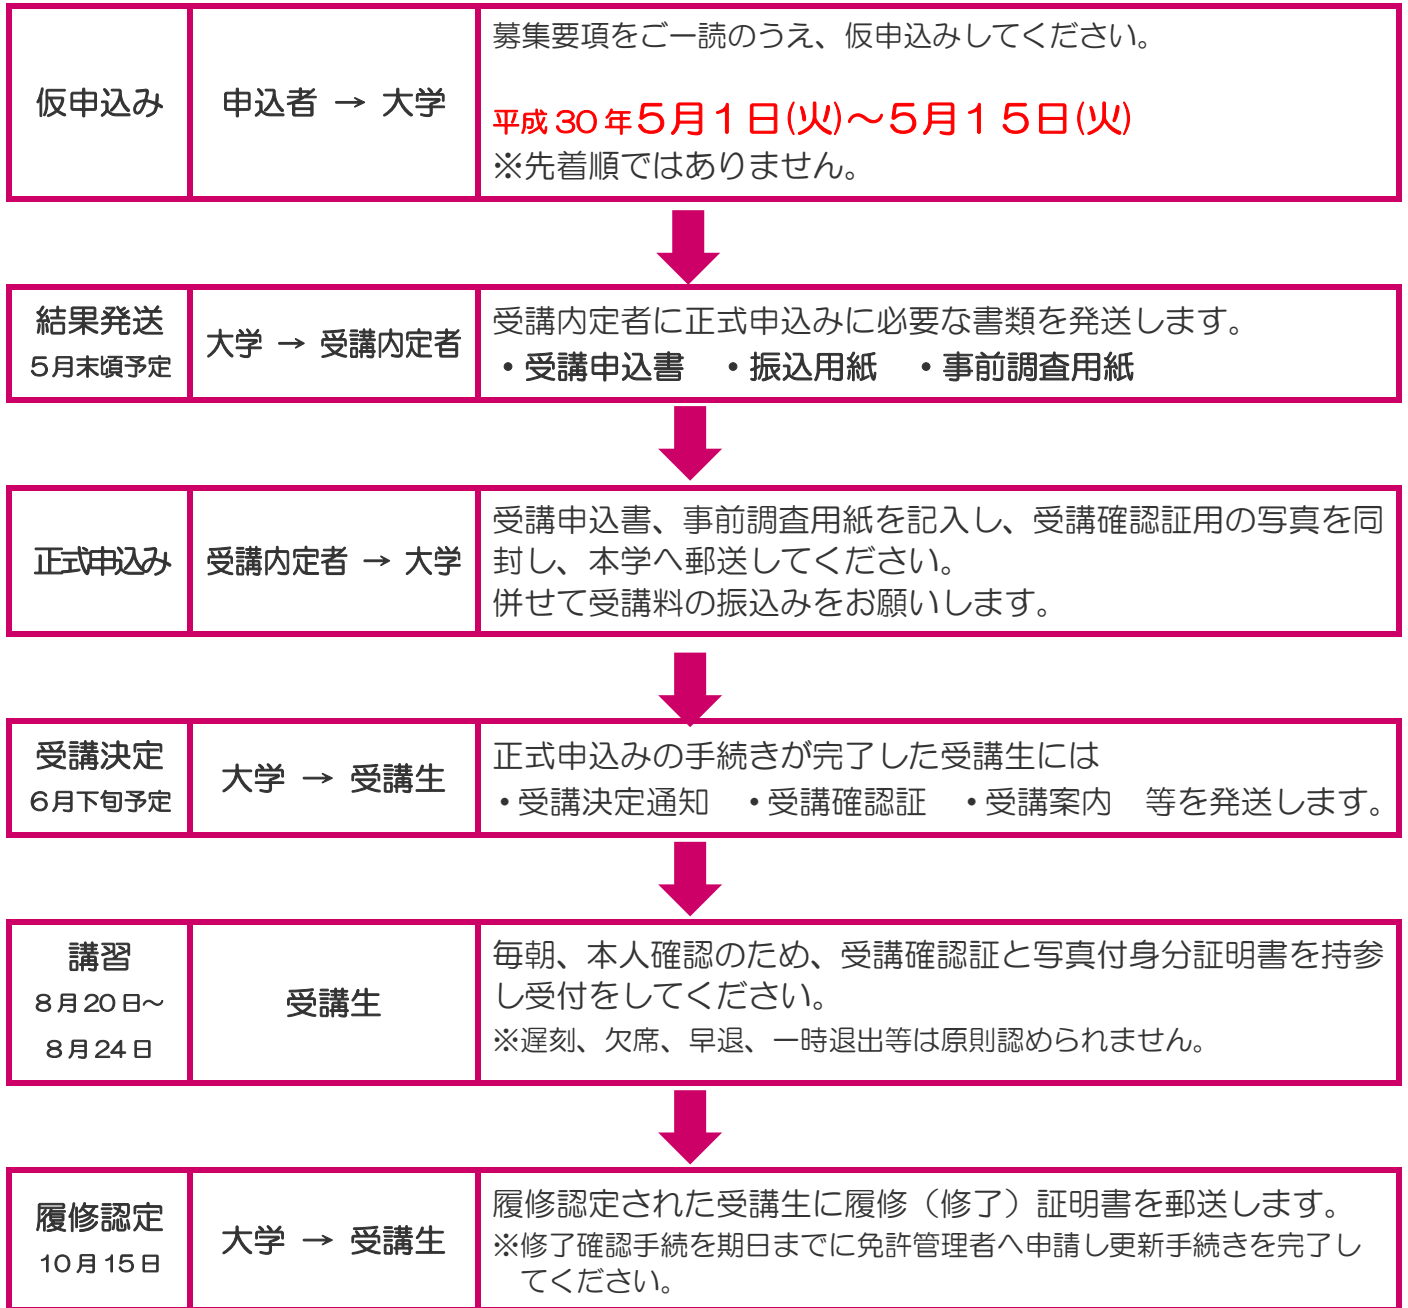 仮申込み
申込者 → 大学
募集要項をご一読のうえ、仮申込みしてください。
平成30年５月１日(火)～５月１５日(火)
※先着順ではありません。
結果発送
５月末頃予定
大学 → 受講内定者
受講内定者に正式申込みに必要な書類を発送します。
・受講申込書　・振込用紙　・事前調査用紙
正式申込み
受講内定者 → 大学
受講申込書、事前調査用紙を記入し、受講確認証用の写真を同
封し、本学へ郵送してください。
併せて受講料の振込みをお願いします。
受講決定
６月下旬予定
大学 → 受講生
正式申込みの手続きが完了した受講生には
・受講決定通知　・受講確認証　・受講案内　等を発送します。
講習
８月20日～
８月24日
受講生
毎朝、本人確認のため、受講確認証と写真付身分証明書を持参
し受付をしてください。
※遅刻、欠席、早退、一時退出等は原則認められません。
履修認定
10月15日
大学 → 受講生
履修認定された受講生に履修（修了）証明書を郵送します。
※修了確認手続を期日までに免許管理者へ申請し更新手続きを完了し
てください。